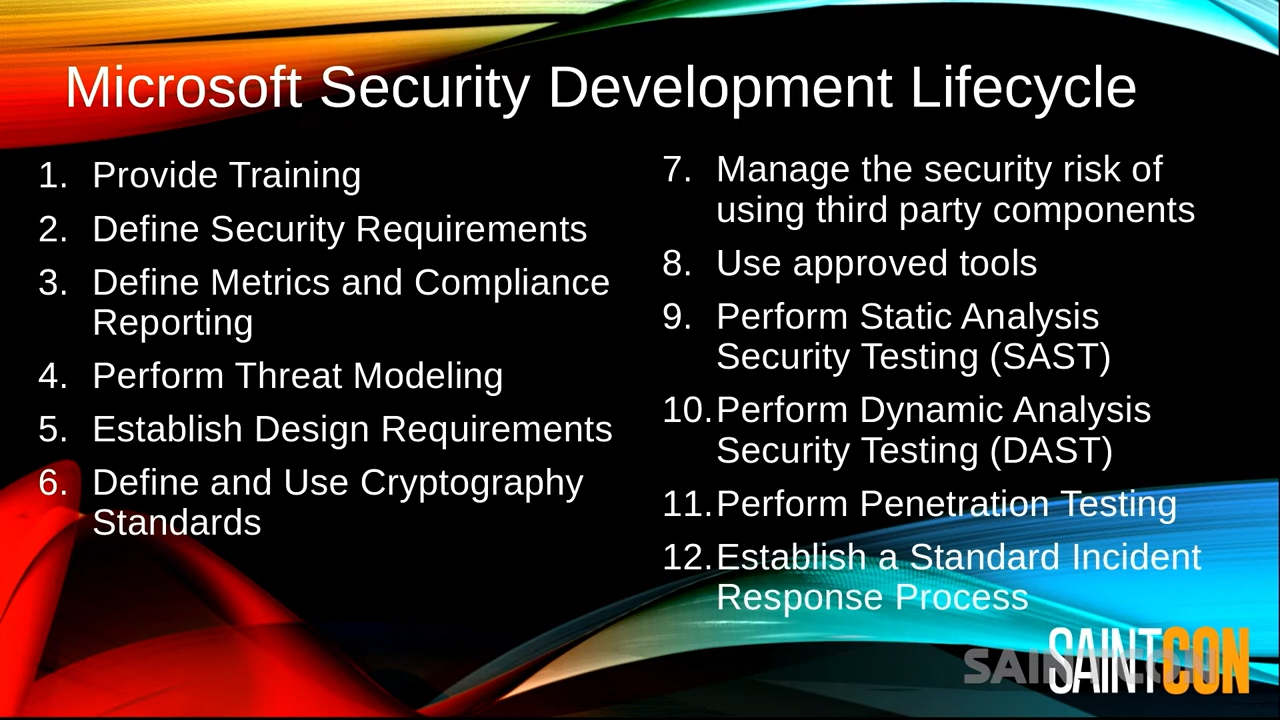 Microsoft Security Development Lifecycle
1. Provide Training
2. Define Security Requirements
3. Define Metrics and Compliance
Reporting
4. Perform Threat Modeling
5. Establish Design Requirements
6. Define and Use Cryptography
Standards
7. Manage the security risk of
using third party components
8. Use approved tools
9. Perform Static Analysis
Security Testing (SAST)
10. Perform Dynamic Analysis
Security Testing (DAST)
11. Perform Penetration Testing
12. Establish a Standard Incident
Response Process
SAINTCON
SAINTCON